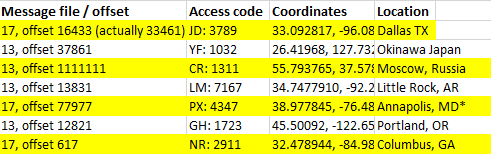 Message file / offset Access code Coordinates Location
17, offset 16433 (actually 33461) JD: 3789 33.092817, -96.08 Dallas TX
13, offset 37861 YF: 1032 26.41968, 127.732 Okinawa Japan
13, offset 1111111 CR: 1311 55.793765, 37.578 Moscow, Russia
13, offset 13831 LM: 7167 34.7477910, -92.2 Little Rock, AR
17, offset 77977 PX: 4347 38.977845, -76.48 Annapolis, MD*
13, offset 12821 GH: 1723 45.50092, -122.65 Portland, OR
17, offset 617 NR: 2911 32.478944, -84.98 Columbus, GA